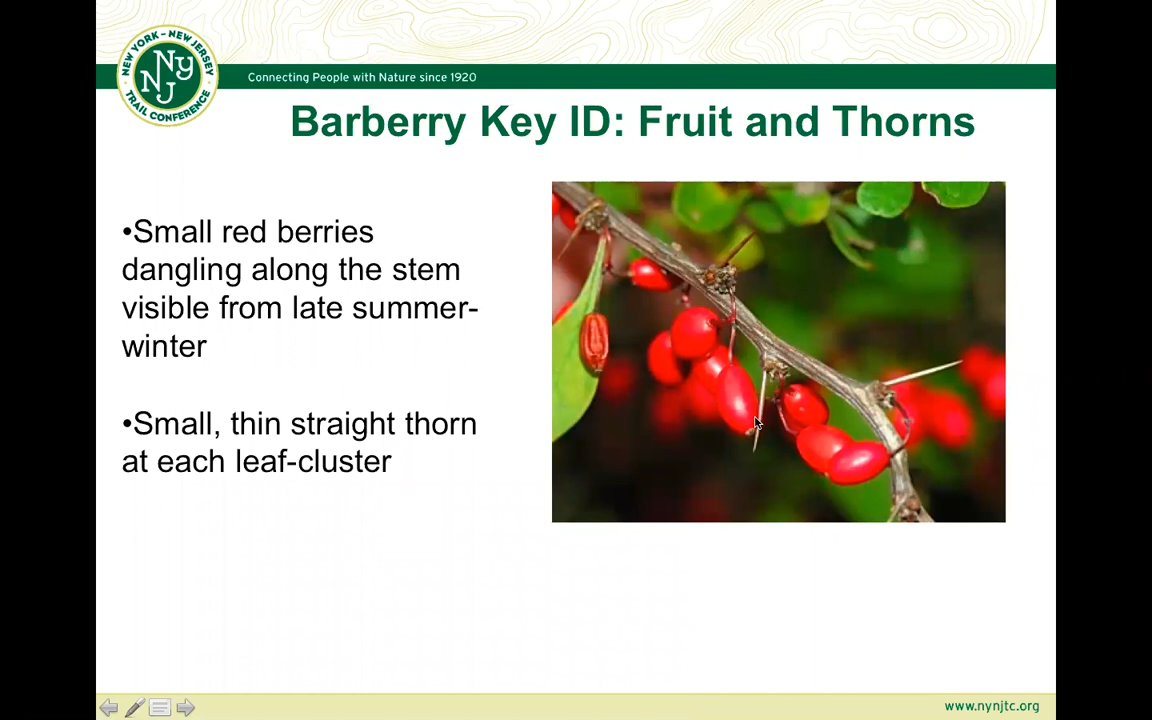 NEW YORK - NEW JERSEY
NY
NJ
TRAIL CONFERENCE
Connecting People with Nature since 1920
Barberry Key ID: Fruit and Thorns
•Small red berries
dangling along the stem
visible from late summer-
winter
•Small, thin straight thorn
at each leaf-cluster
www.nynjtc.org